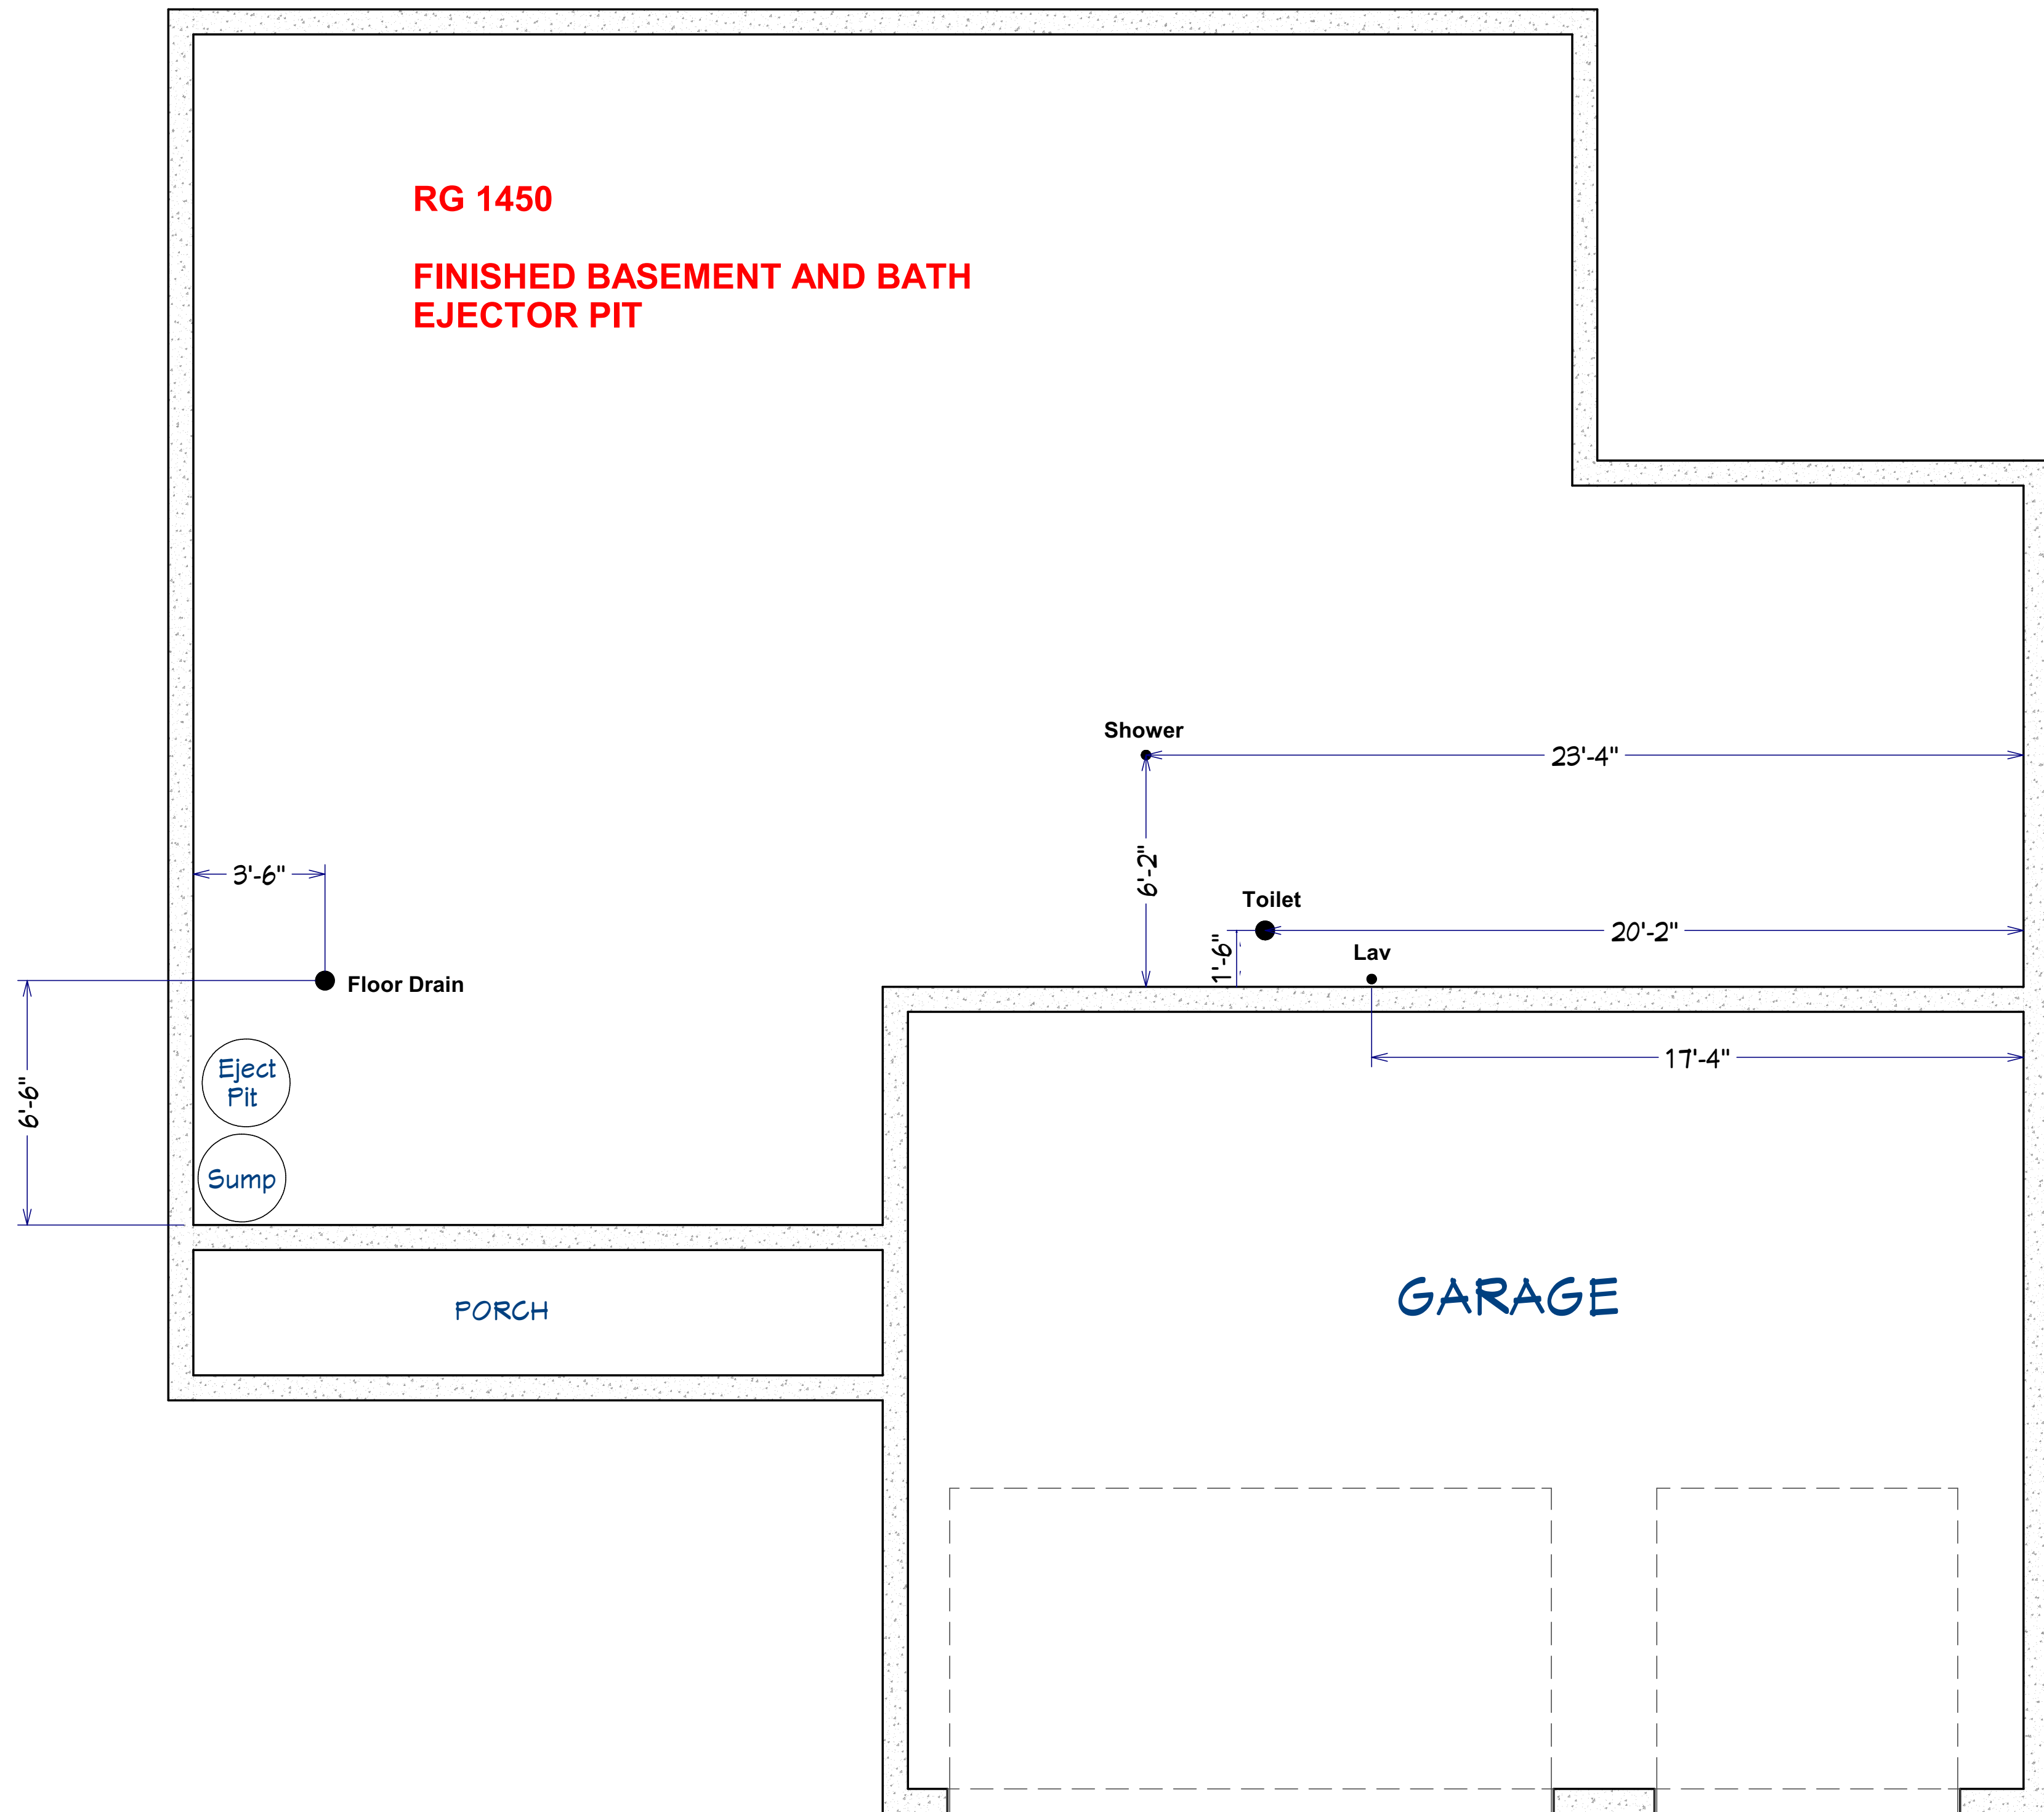 RG 1450
FINISHED BASEMENT AND BATH
EJECTOR PIT
Shower
23'-4"
6'-2"
3'-6"
Toilet
20'-2"
1'-6"
Lav
Floor Drain
17'-4"
Eject
Pit
6'-6"
Sump
PORCH
GARAGE